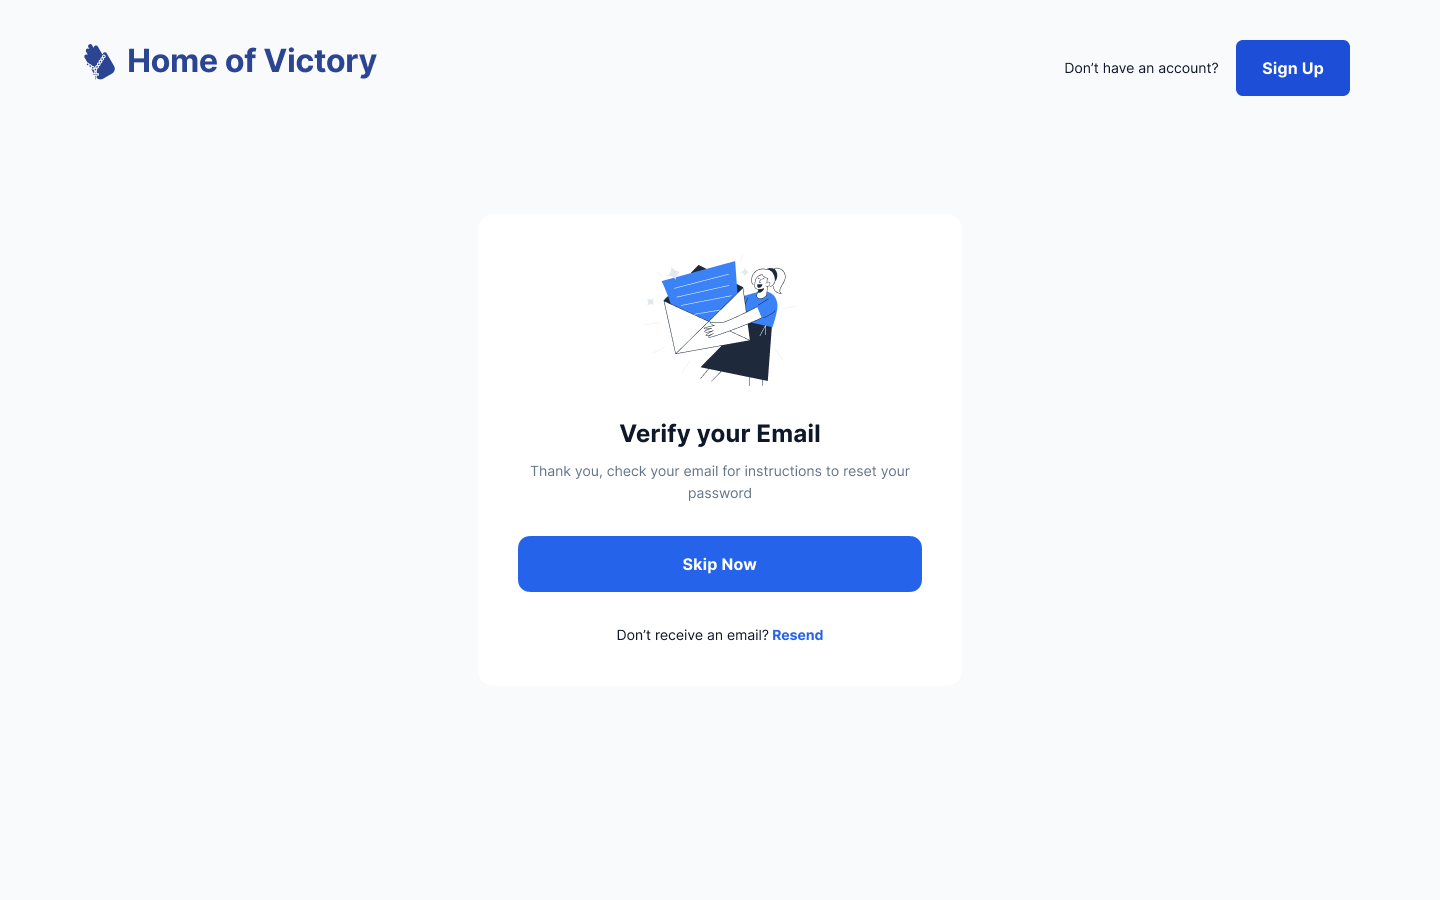 Home of Victory
Don’t have an account?
Sign Up
Verify your Email
Thank you, check your email for instructions to reset your
password
Skip Now
Don’t receive an email? Resend